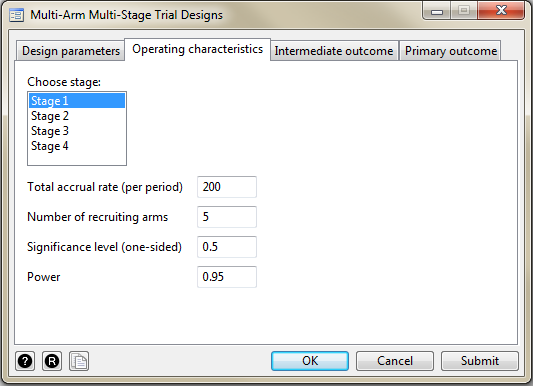 Multi-Arm Multi-Stage Trial Designs
Design parameters Operating characteristics Intermediate outcome Primary outcome
Choose stage:
Stage 1
Stage 2
Stage 3
Stage 4
Total accrual rate (per period) 200
Number of recruiting arms 5
Significance level (one-sided) 0.5
Power 0.95
? R OK Cancel Submit